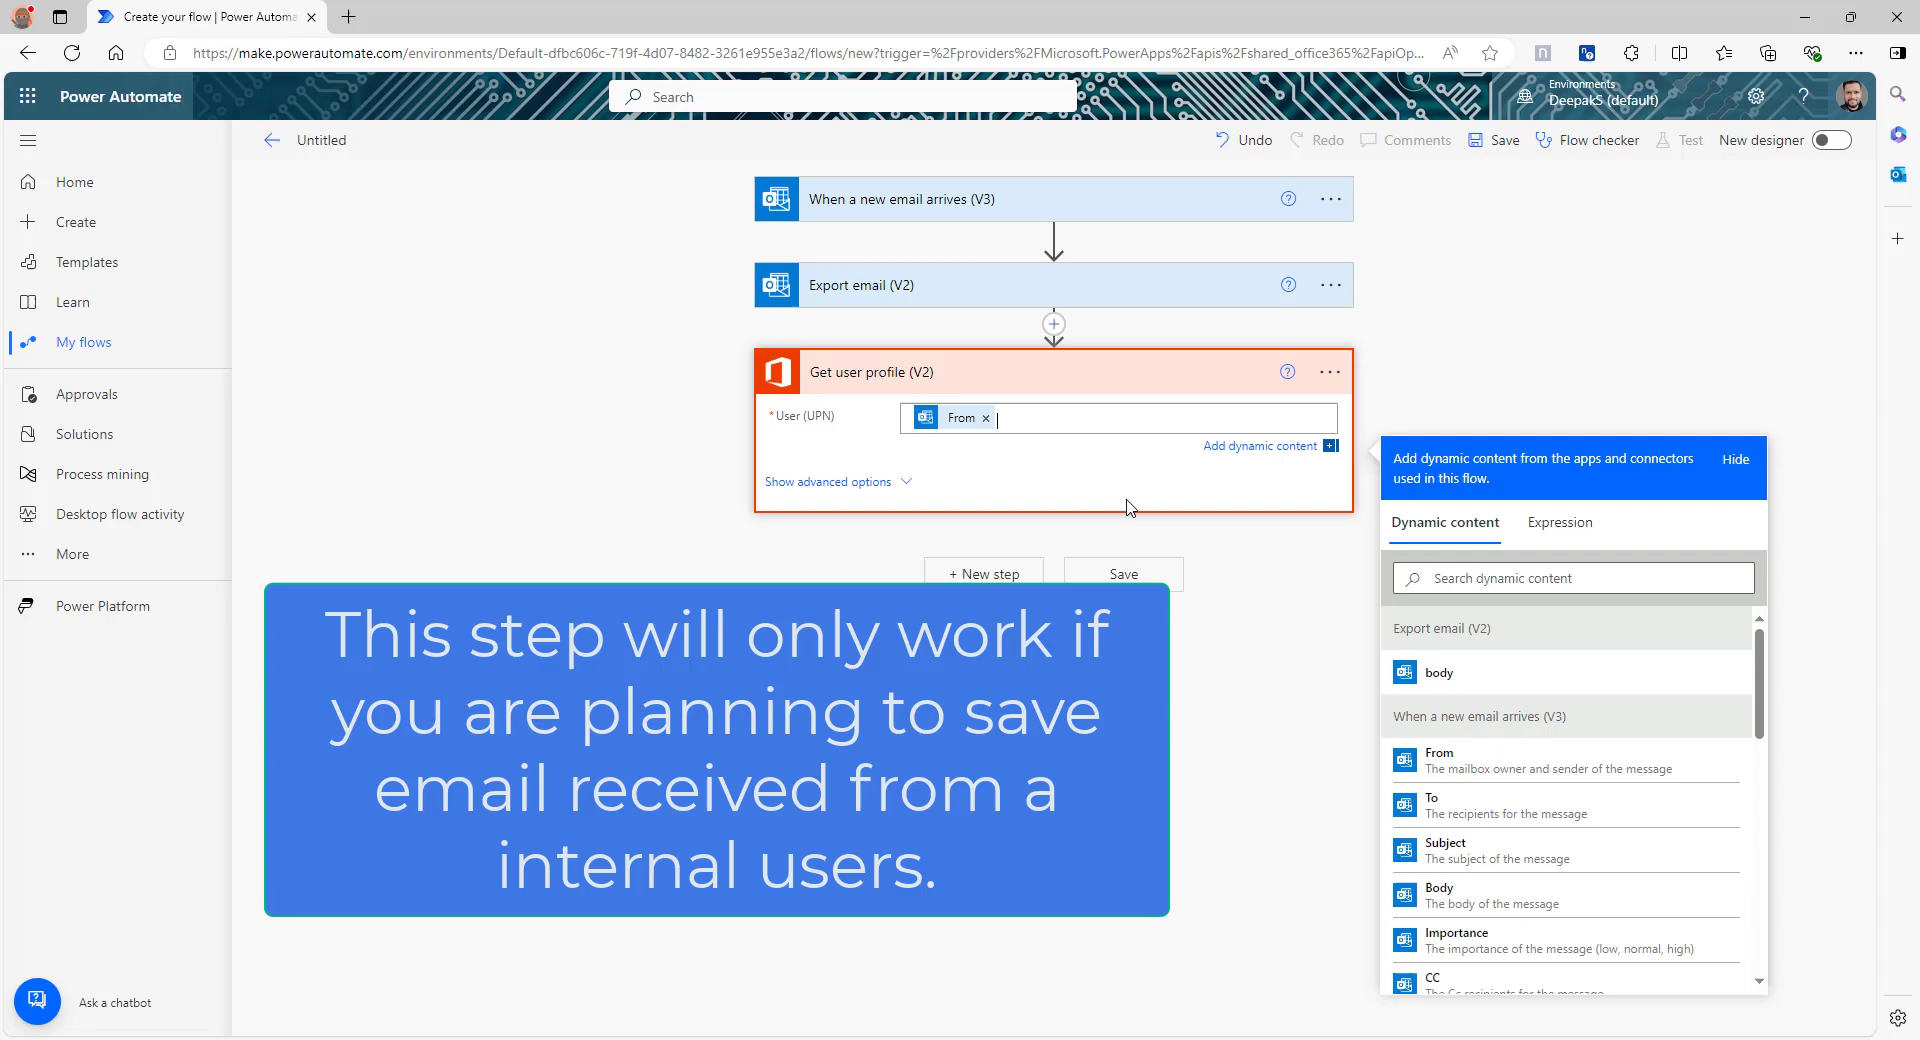 Create your flow | Power Automa
https://make.powerautomate.com/environments/Default-dfbc606c-719f-4d07-8482-3261e955e3a2/flows/new?trigger=%2Fproviders%2FMicrosoft.PowerApps%2Fapis%2Fshared_office365%2FapiOp...
Power Automate
Search
Environments
DeepakS (default)
Untitled
Undo
Redo
Comments
Save
Flow checker
Test
New designer
Home
Create
Templates
Learn
My flows
Approvals
Solutions
Process mining
Desktop flow activity
More
Power Platform
Ask a chatbot
When a new email arrives (V3)
Export email (V2)
Get user profile (V2)
* User (UPN)
From
Add dynamic content
Show advanced options
+ New step
Save
This step will only work if
you are planning to save
email received from a
internal users.
Add dynamic content from the apps and connectors
used in this flow.
Hide
Dynamic content
Expression
Search dynamic content
Export email (V2)
body
When a new email arrives (V3)
From
The mailbox owner and sender of the message
To
The recipients for the message
Subject
The subject of the message
Body
The body of the message
Importance
The importance of the message (low, normal, high)
CC
The Cc recipients for the message